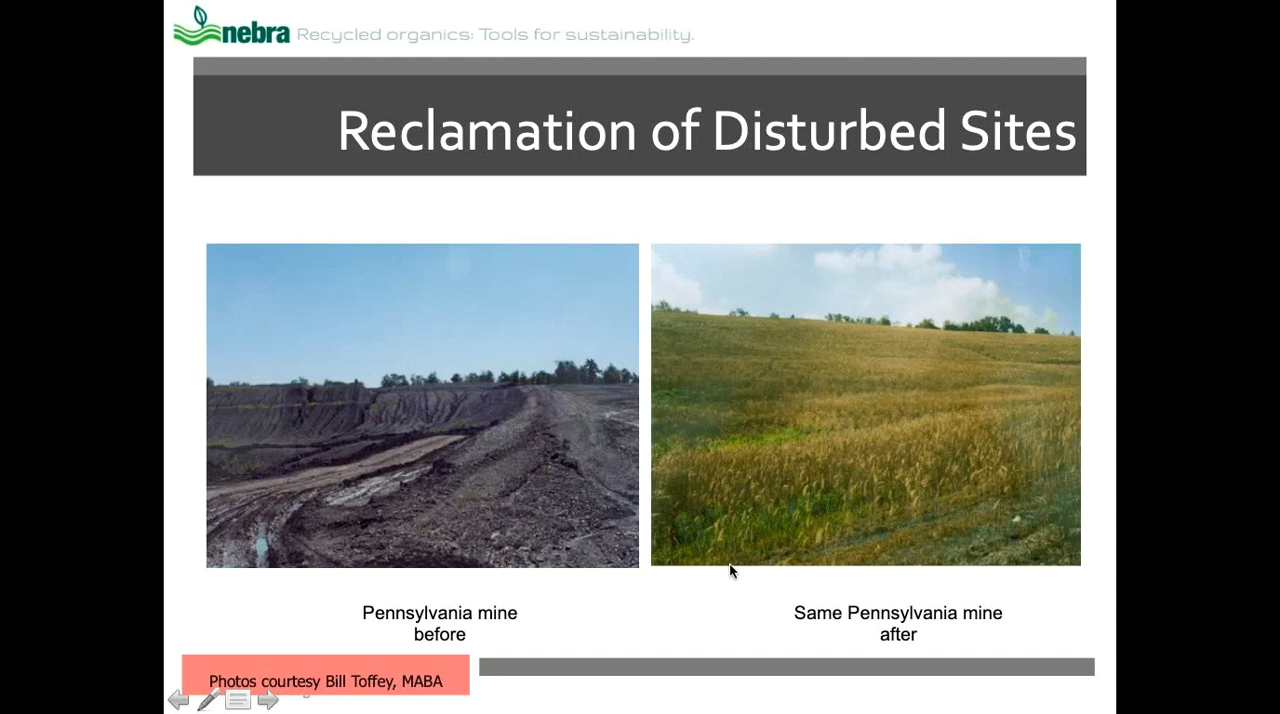 nebra Recycled organics: Tools for sustainability.
Reclamation of Disturbed Sites
Pennsylvania mine
before
Same Pennsylvania mine
after
Photos courtesy Bill Toffey, MABA